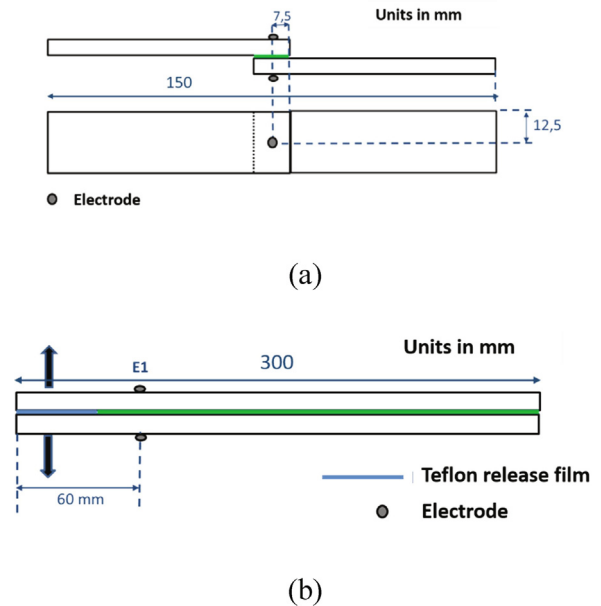 7,5
Units in mm
150
12,5
Electrode
(a)
Units in mm
300
E1
Teflon release film
60 mm
Electrode
(b)